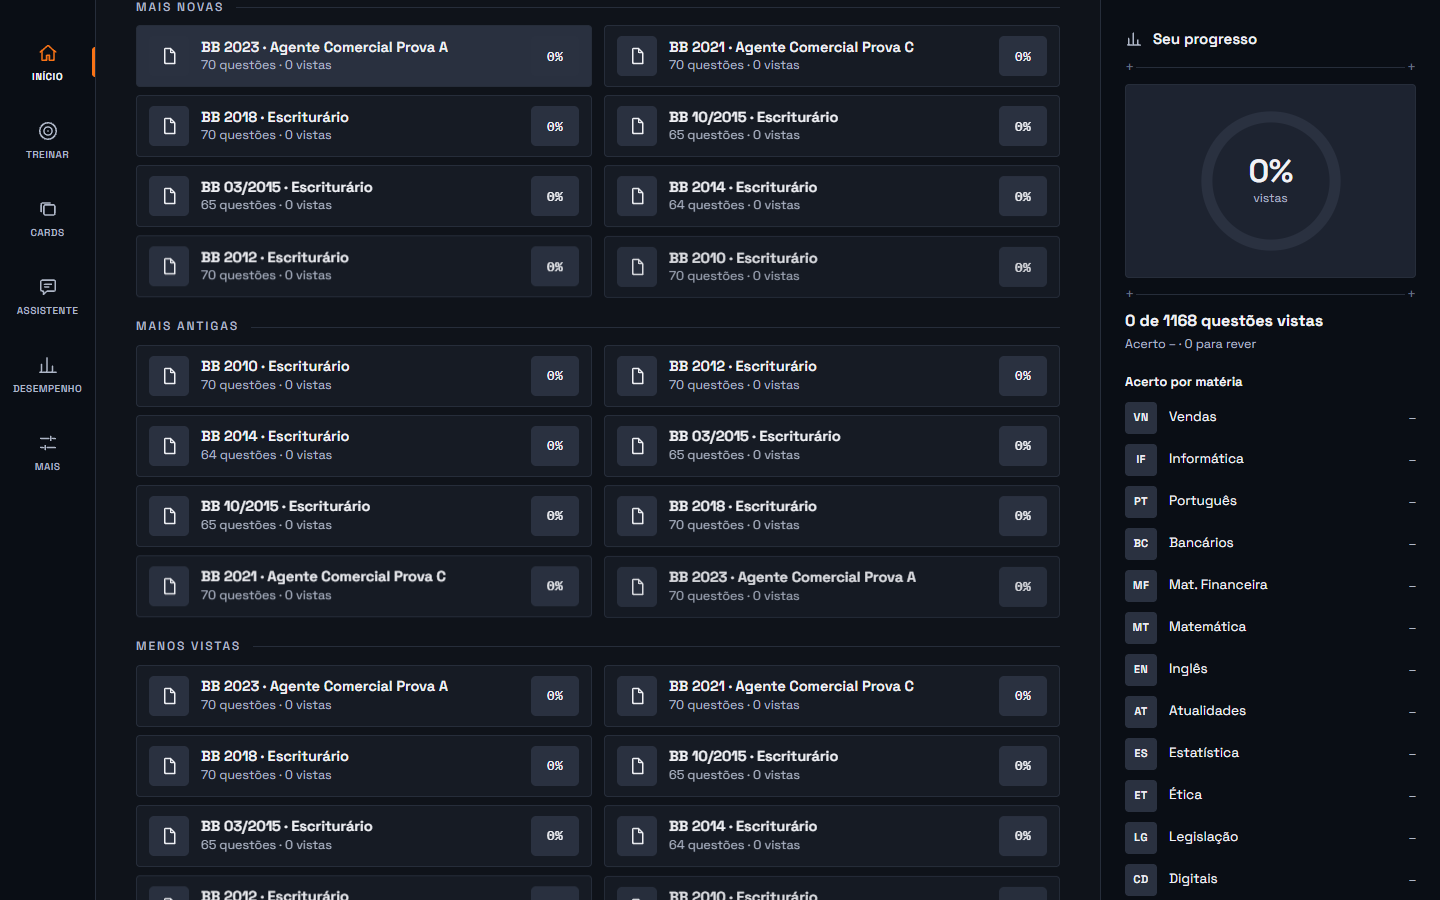 INÍCIO
TREINAR
CARDS
ASSISTENTE
DESEMPENHO
MAIS
MAIS NOVAS
BB 2023 · Agente Comercial Prova A
70 questões · 0 vistas
0%
BB 2021 · Agente Comercial Prova C
70 questões · 0 vistas
0%
BB 2018 · Escriturário
70 questões · 0 vistas
0%
BB 10/2015 · Escriturário
65 questões · 0 vistas
0%
BB 03/2015 · Escriturário
65 questões · 0 vistas
0%
BB 2014 · Escriturário
64 questões · 0 vistas
0%
BB 2012 · Escriturário
70 questões · 0 vistas
0%
BB 2010 · Escriturário
70 questões · 0 vistas
0%
MAIS ANTIGAS
BB 2010 · Escriturário
70 questões · 0 vistas
0%
BB 2012 · Escriturário
70 questões · 0 vistas
0%
BB 2014 · Escriturário
64 questões · 0 vistas
0%
BB 03/2015 · Escriturário
65 questões · 0 vistas
0%
BB 10/2015 · Escriturário
65 questões · 0 vistas
0%
BB 2018 · Escriturário
70 questões · 0 vistas
0%
BB 2021 · Agente Comercial Prova C
70 questões · 0 vistas
0%
BB 2023 · Agente Comercial Prova A
70 questões · 0 vistas
0%
MENOS VISTAS
BB 2023 · Agente Comercial Prova A
70 questões · 0 vistas
0%
BB 2021 · Agente Comercial Prova C
70 questões · 0 vistas
0%
BB 2018 · Escriturário
70 questões · 0 vistas
0%
BB 10/2015 · Escriturário
65 questões · 0 vistas
0%
BB 03/2015 · Escriturário
65 questões · 0 vistas
0%
BB 2014 · Escriturário
64 questões · 0 vistas
0%
BB 2012 · Escriturário
BB 2010 · Escriturário
Seu progresso
0%
vistas
0 de 1168 questões vistas
Acerto – · 0 para rever
Acerto por matéria
VN Vendas –
IF Informática –
PT Português –
BC Bancários –
MF Mat. Financeira –
MT Matemática –
EN Inglês –
AT Atualidades –
ES Estatística –
ET Ética –
LG Legislação –
CD Digitais –